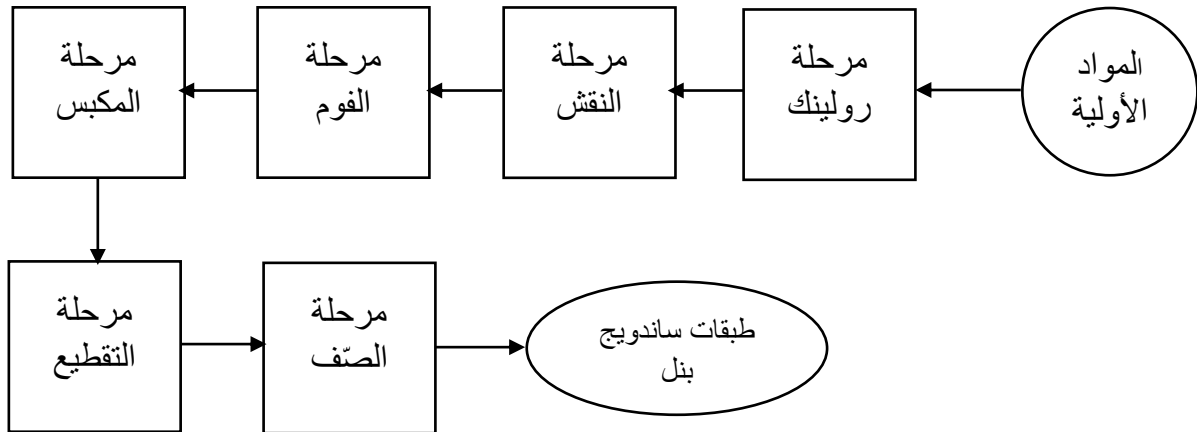 المواد
الأولية
مرحلة
رولينك
مرحلة
النقش
مرحلة
الفوم
مرحلة
المكبس
مرحلة
التقطيع
مرحلة
الصّف
طبقات ساندويج
بنل